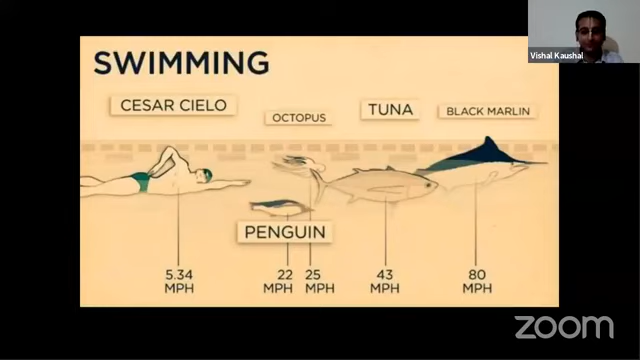 Vishal Kaushal
SWIMMING
CESAR CIELO
OCTOPUS
TUNA
BLACK MARLIN
PENGUIN
5.34 MPH
22 MPH
25 MPH
43 MPH
80 MPH
zoom